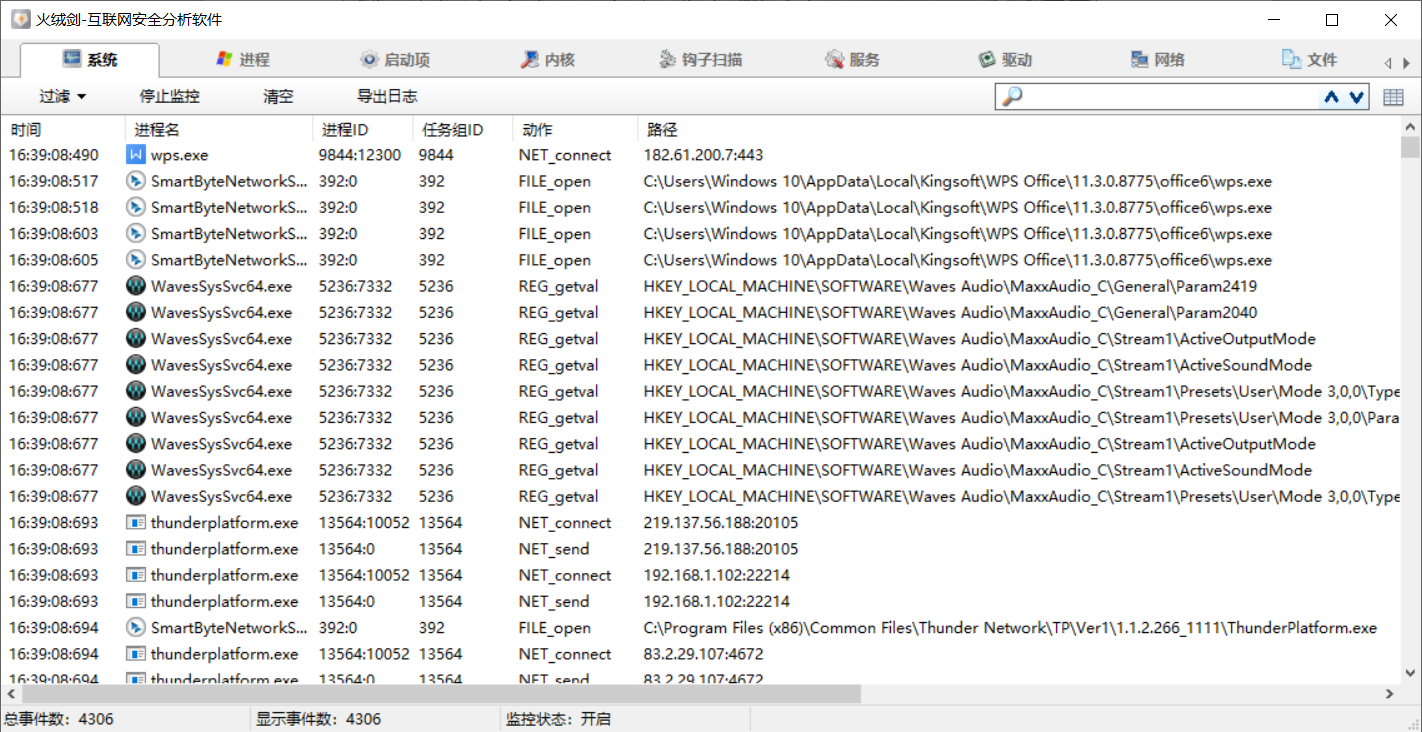 火绒剑-互联网安全分析软件
系统 进程 启动项 内核 钩子扫描 服务 驱动 网络 文件
过滤 停止监控 清空 导出日志
时间 进程名 进程ID 任务组ID 动作 路径
16:39:08:490 wps.exe 9844:12300 9844 NET_connect 182.61.200.7:443
16:39:08:517 SmartByteNetworkS... 392:0 392 FILE_open C:\Users\Windows 10\AppData\Local\Kingsoft\WPS Office\11.3.0.8775\office6\wps.exe
16:39:08:518 SmartByteNetworkS... 392:0 392 FILE_open C:\Users\Windows 10\AppData\Local\Kingsoft\WPS Office\11.3.0.8775\office6\wps.exe
16:39:08:603 SmartByteNetworkS... 392:0 392 FILE_open C:\Users\Windows 10\AppData\Local\Kingsoft\WPS Office\11.3.0.8775\office6\wps.exe
16:39:08:605 SmartByteNetworkS... 392:0 392 FILE_open C:\Users\Windows 10\AppData\Local\Kingsoft\WPS Office\11.3.0.8775\office6\wps.exe
16:39:08:677 WavesSysSvc64.exe 5236:7332 5236 REG_getval HKEY_LOCAL_MACHINE\SOFTWARE\Waves Audio\MaxxAudio_C\General\Param2419
16:39:08:677 WavesSysSvc64.exe 5236:7332 5236 REG_getval HKEY_LOCAL_MACHINE\SOFTWARE\Waves Audio\MaxxAudio_C\General\Param2040
16:39:08:677 WavesSysSvc64.exe 5236:7332 5236 REG_getval HKEY_LOCAL_MACHINE\SOFTWARE\Waves Audio\MaxxAudio_C\Stream1\ActiveOutputMode
16:39:08:677 WavesSysSvc64.exe 5236:7332 5236 REG_getval HKEY_LOCAL_MACHINE\SOFTWARE\Waves Audio\MaxxAudio_C\Stream1\ActiveSoundMode
16:39:08:677 WavesSysSvc64.exe 5236:7332 5236 REG_getval HKEY_LOCAL_MACHINE\SOFTWARE\Waves Audio\MaxxAudio_C\Stream1\Presets\User\Mode 3,0,0\Type
16:39:08:677 WavesSysSvc64.exe 5236:7332 5236 REG_getval HKEY_LOCAL_MACHINE\SOFTWARE\Waves Audio\MaxxAudio_C\Stream1\Presets\User\Mode 3,0,0\Para
16:39:08:677 WavesSysSvc64.exe 5236:7332 5236 REG_getval HKEY_LOCAL_MACHINE\SOFTWARE\Waves Audio\MaxxAudio_C\Stream1\ActiveOutputMode
16:39:08:677 WavesSysSvc64.exe 5236:7332 5236 REG_getval HKEY_LOCAL_MACHINE\SOFTWARE\Waves Audio\MaxxAudio_C\Stream1\ActiveSoundMode
16:39:08:677 WavesSysSvc64.exe 5236:7332 5236 REG_getval HKEY_LOCAL_MACHINE\SOFTWARE\Waves Audio\MaxxAudio_C\Stream1\Presets\User\Mode 3,0,0\Type
16:39:08:693 thunderplatform.exe 13564:10052 13564 NET_connect 219.137.56.188:20105
16:39:08:693 thunderplatform.exe 13564:0 13564 NET_send 219.137.56.188:20105
16:39:08:693 thunderplatform.exe 13564:10052 13564 NET_connect 192.168.1.102:22214
16:39:08:693 thunderplatform.exe 13564:0 13564 NET_send 192.168.1.102:22214
16:39:08:694 SmartByteNetworkS... 392:0 392 FILE_open C:\Program Files (x86)\Common Files\Thunder Network\TP\Ver1\1.1.2.266_1111\ThunderPlatform.exe
16:39:08:694 thunderplatform.exe 13564:10052 13564 NET_connect 83.2.29.107:4672
16:39:08:694 thunderplatform.exe 13564:0 13564 NET_send 83.2.29.107:4672
总事件数: 4306 显示事件数: 4306 监控状态: 开启